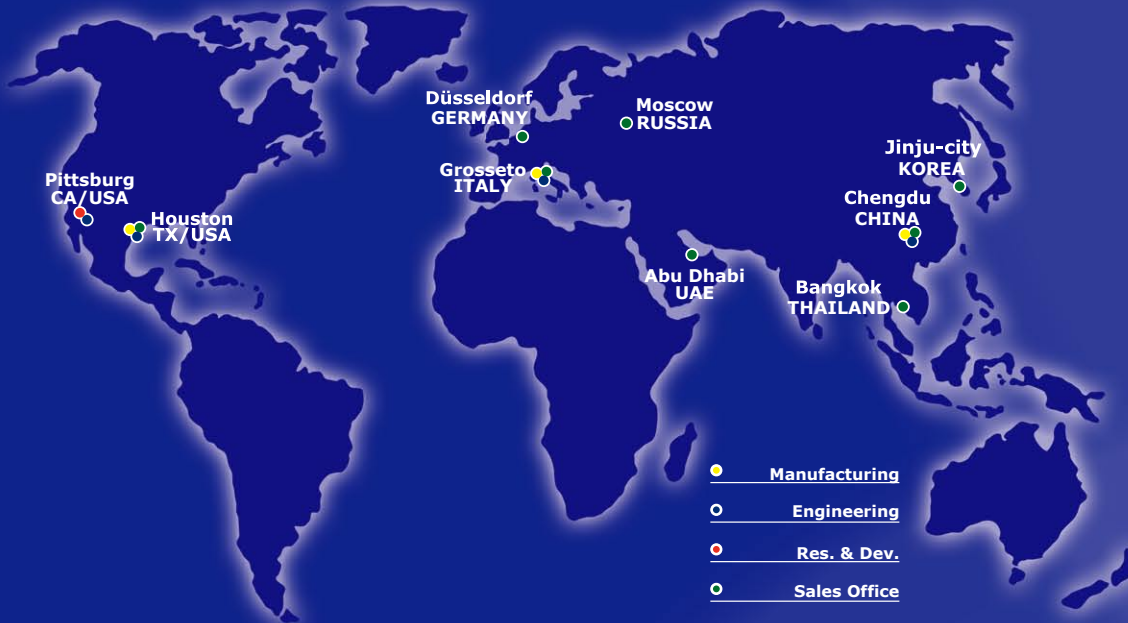 Düsseldorf
GERMANY
Moscow
RUSSIA
Jinju-city
KOREA
Grosseto
ITALY
Pittsburg
CA/USA
Chengdu
CHINA
Houston
TX/USA
Abu Dhabi
UAE
Bangkok
THAILAND
Manufacturing
Engineering
Res. & Dev.
Sales Office